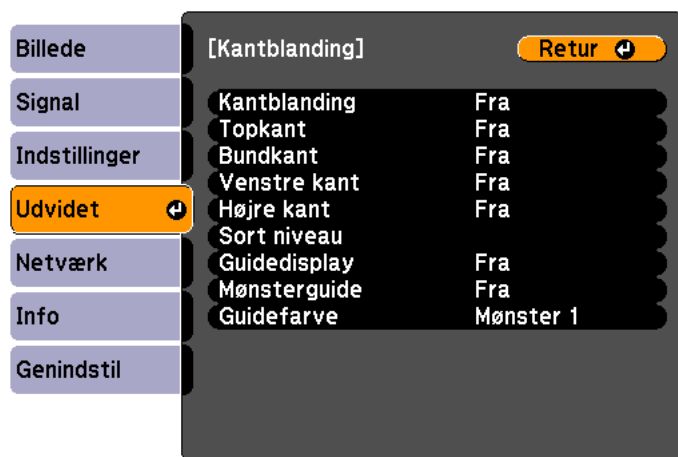 Billede
Signal
Indstillinger
Udvidet
Netværk
Info
Genindstil
[Kantblanding] Retur
Kantblanding Fra
Topkant Fra
Bundkant Fra
Venstre kant Fra
Højre kant Fra
Sort niveau
Guidedisplay Fra
Mønsterguide Fra
Guidefarve Mønster 1